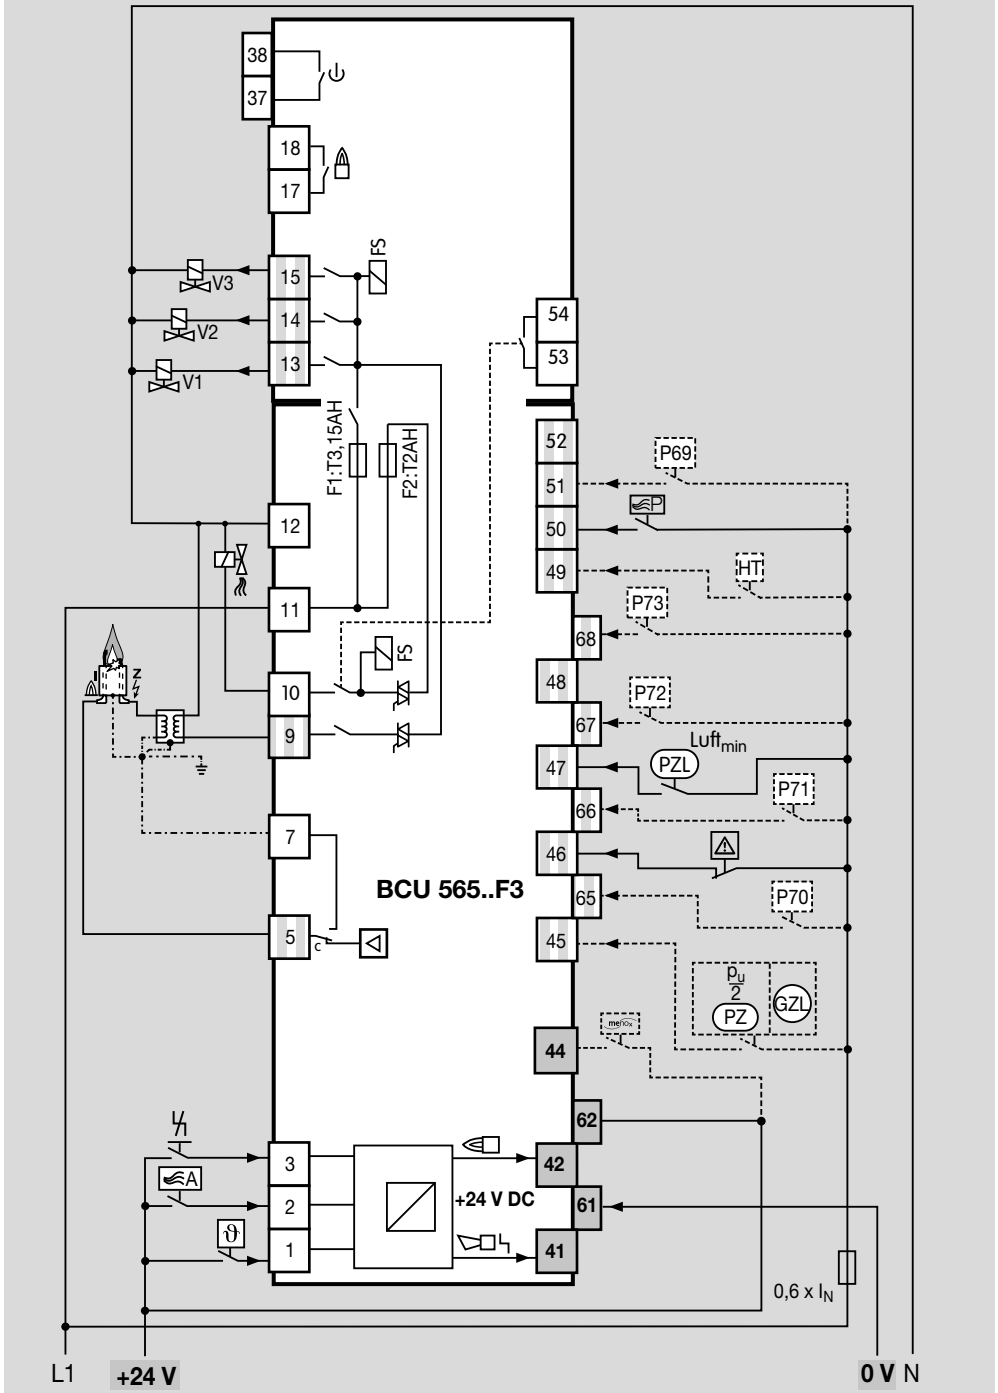 38
37
18
17
FS
15
V3
14
V2
13
V1
54
53
F1:T3,15AH
F2:T2AH
52
P69
51
P
50
12
49
HT
11
P73
68
FS
Z
10
48
P72
67
9
Luftmin
47
PZL
P71
66
7
46
BCU 565..F3
65
P70
5
c
45
pu
2
PZ
GZL
menox
44
62
3
42
A
+24 V DC
2
61
ϑ
1
41
0,6 x IN
L1
+24 V
0 V
N